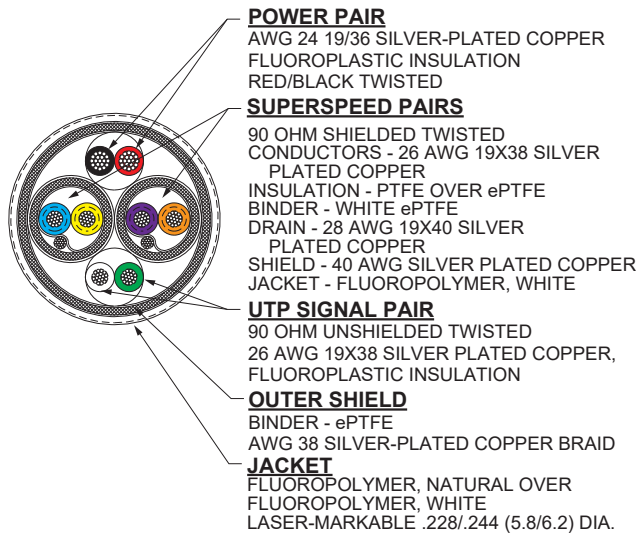 POWER PAIR
AWG 24 19/36 SILVER-PLATED COPPER
FLUOROPLASTIC INSULATION
RED/BLACK TWISTED
SUPERSPEED PAIRS
90 OHM SHIELDED TWISTED
CONDUCTORS - 26 AWG 19X38 SILVER
PLATED COPPER
INSULATION - PTFE OVER ePTFE
BINDER - WHITE ePTFE
DRAIN - 28 AWG 19X40 SILVER
PLATED COPPER
SHIELD - 40 AWG SILVER PLATED COPPER
JACKET - FLUOROPOLYMER, WHITE
UTP SIGNAL PAIR
90 OHM UNSHIELDED TWISTED
26 AWG 19X38 SILVER PLATED COPPER,
FLUOROPLASTIC INSULATION
OUTER SHIELD
BINDER - ePTFE
AWG 38 SILVER-PLATED COPPER BRAID
JACKET
FLUOROPOLYMER, NATURAL OVER
FLUOROPOLYMER, WHITE
LASER-MARKABLE .228/.244 (5.8/6.2) DIA.